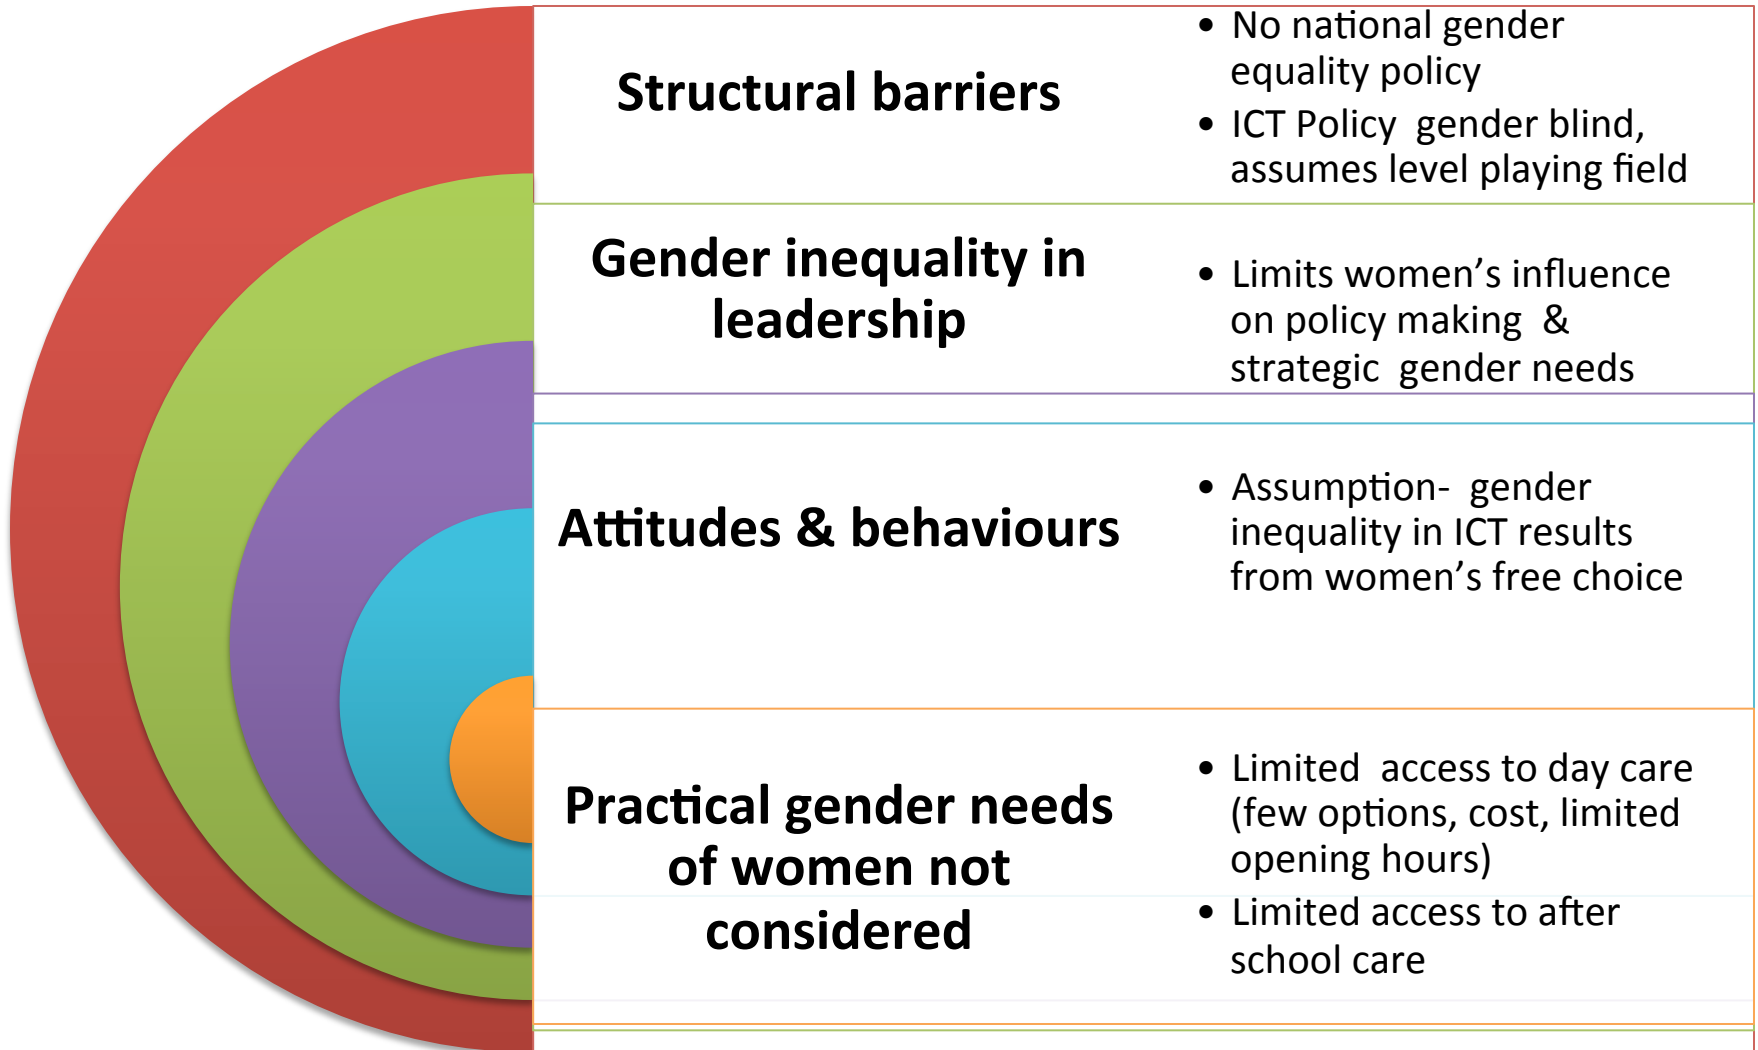 Structural barriers
• No national gender
equality policy
• ICT Policy gender blind,
assumes level playing field
Gender inequality in
leadership
• Limits women’s influence
on policy making &
strategic gender needs
Attitudes & behaviours
• Assumption- gender
inequality in ICT results
from women’s free choice
Practical gender needs
of women not
considered
• Limited access to day care
(few options, cost, limited
opening hours)
• Limited access to after
school care